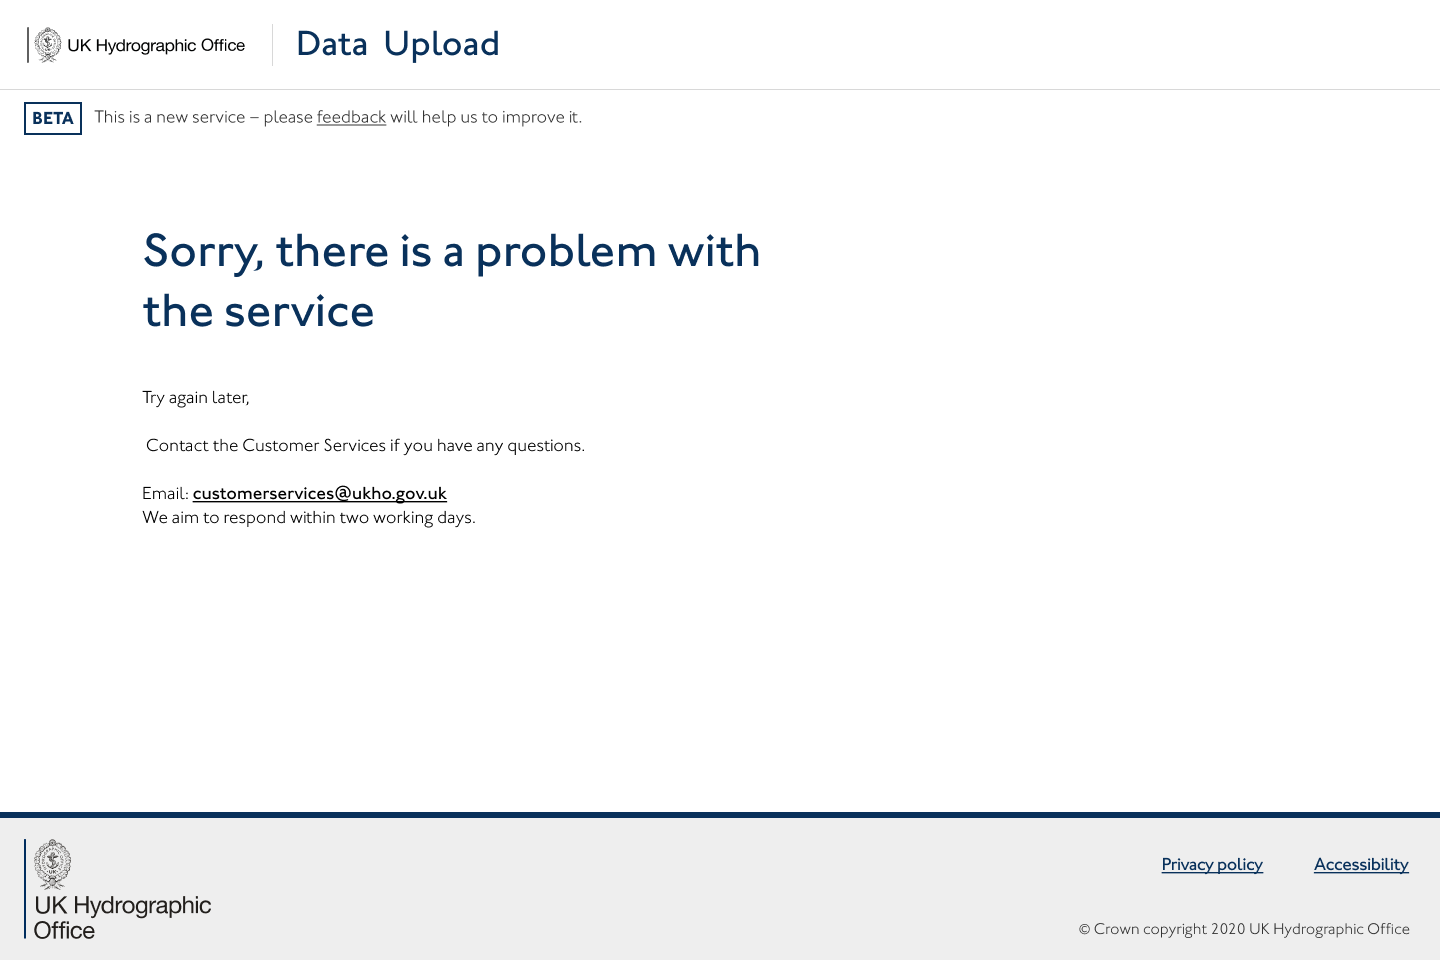 UK Hydrographic Office
Data Upload
BETA This is a new service – please feedback will help us to improve it.
Sorry, there is a problem with
the service
Try again later,
Contact the Customer Services if you have any questions.
Email: customerservices@ukho.gov.uk
We aim to respond within two working days.
UK Hydrographic
Office
Privacy policy Accessibility
© Crown copyright 2020 UK Hydrographic Office